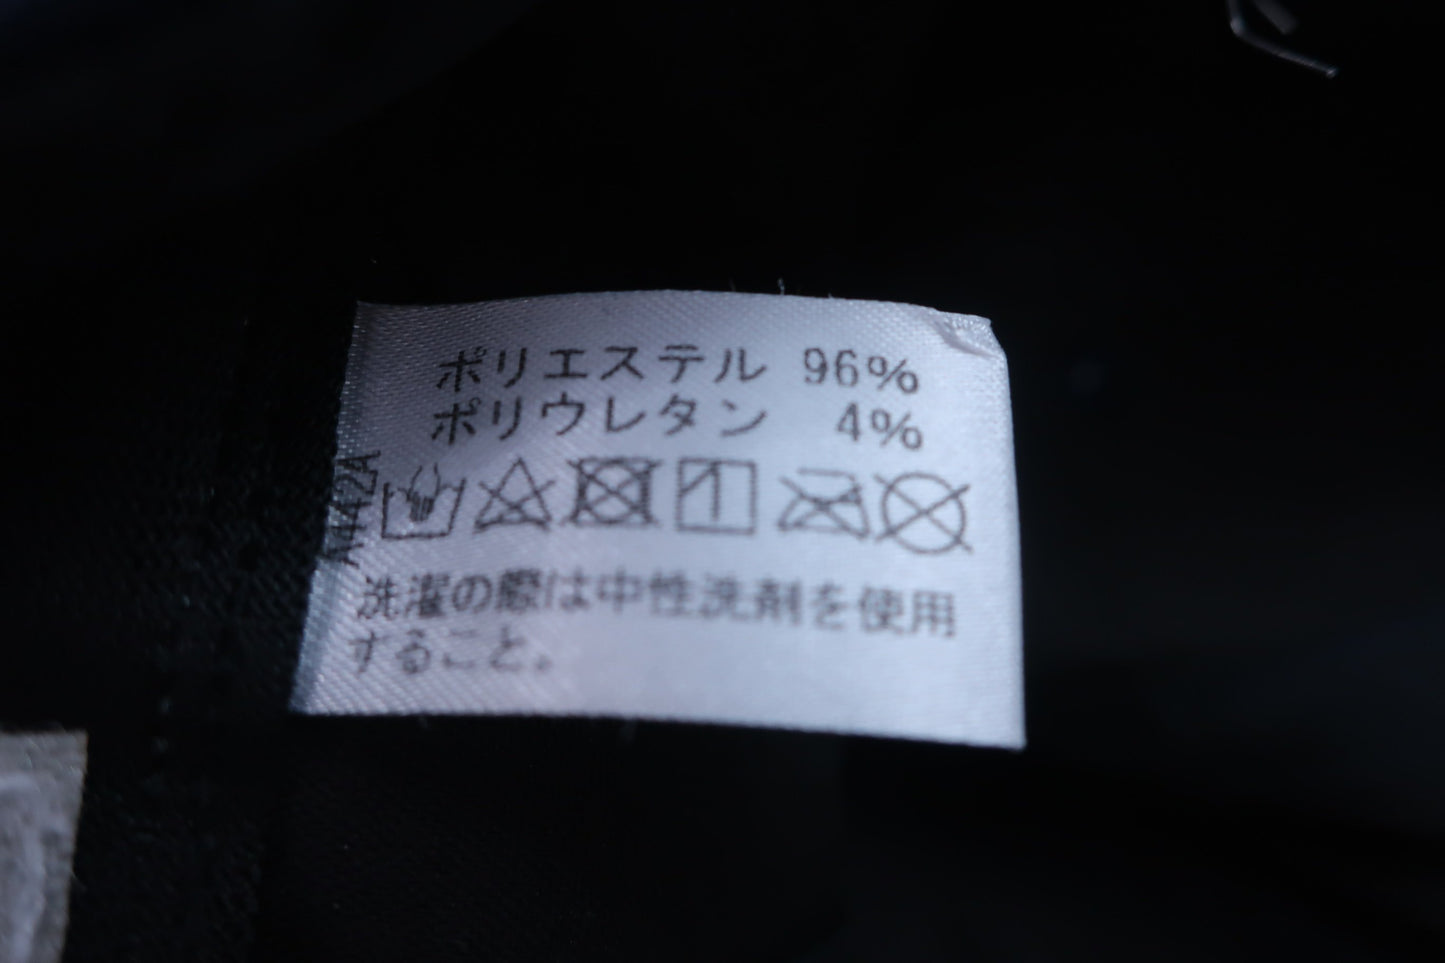 ポリエステル 96%
ポリウレタン 4%
A442A
洗濯の際は中性洗剤を使用
すること。